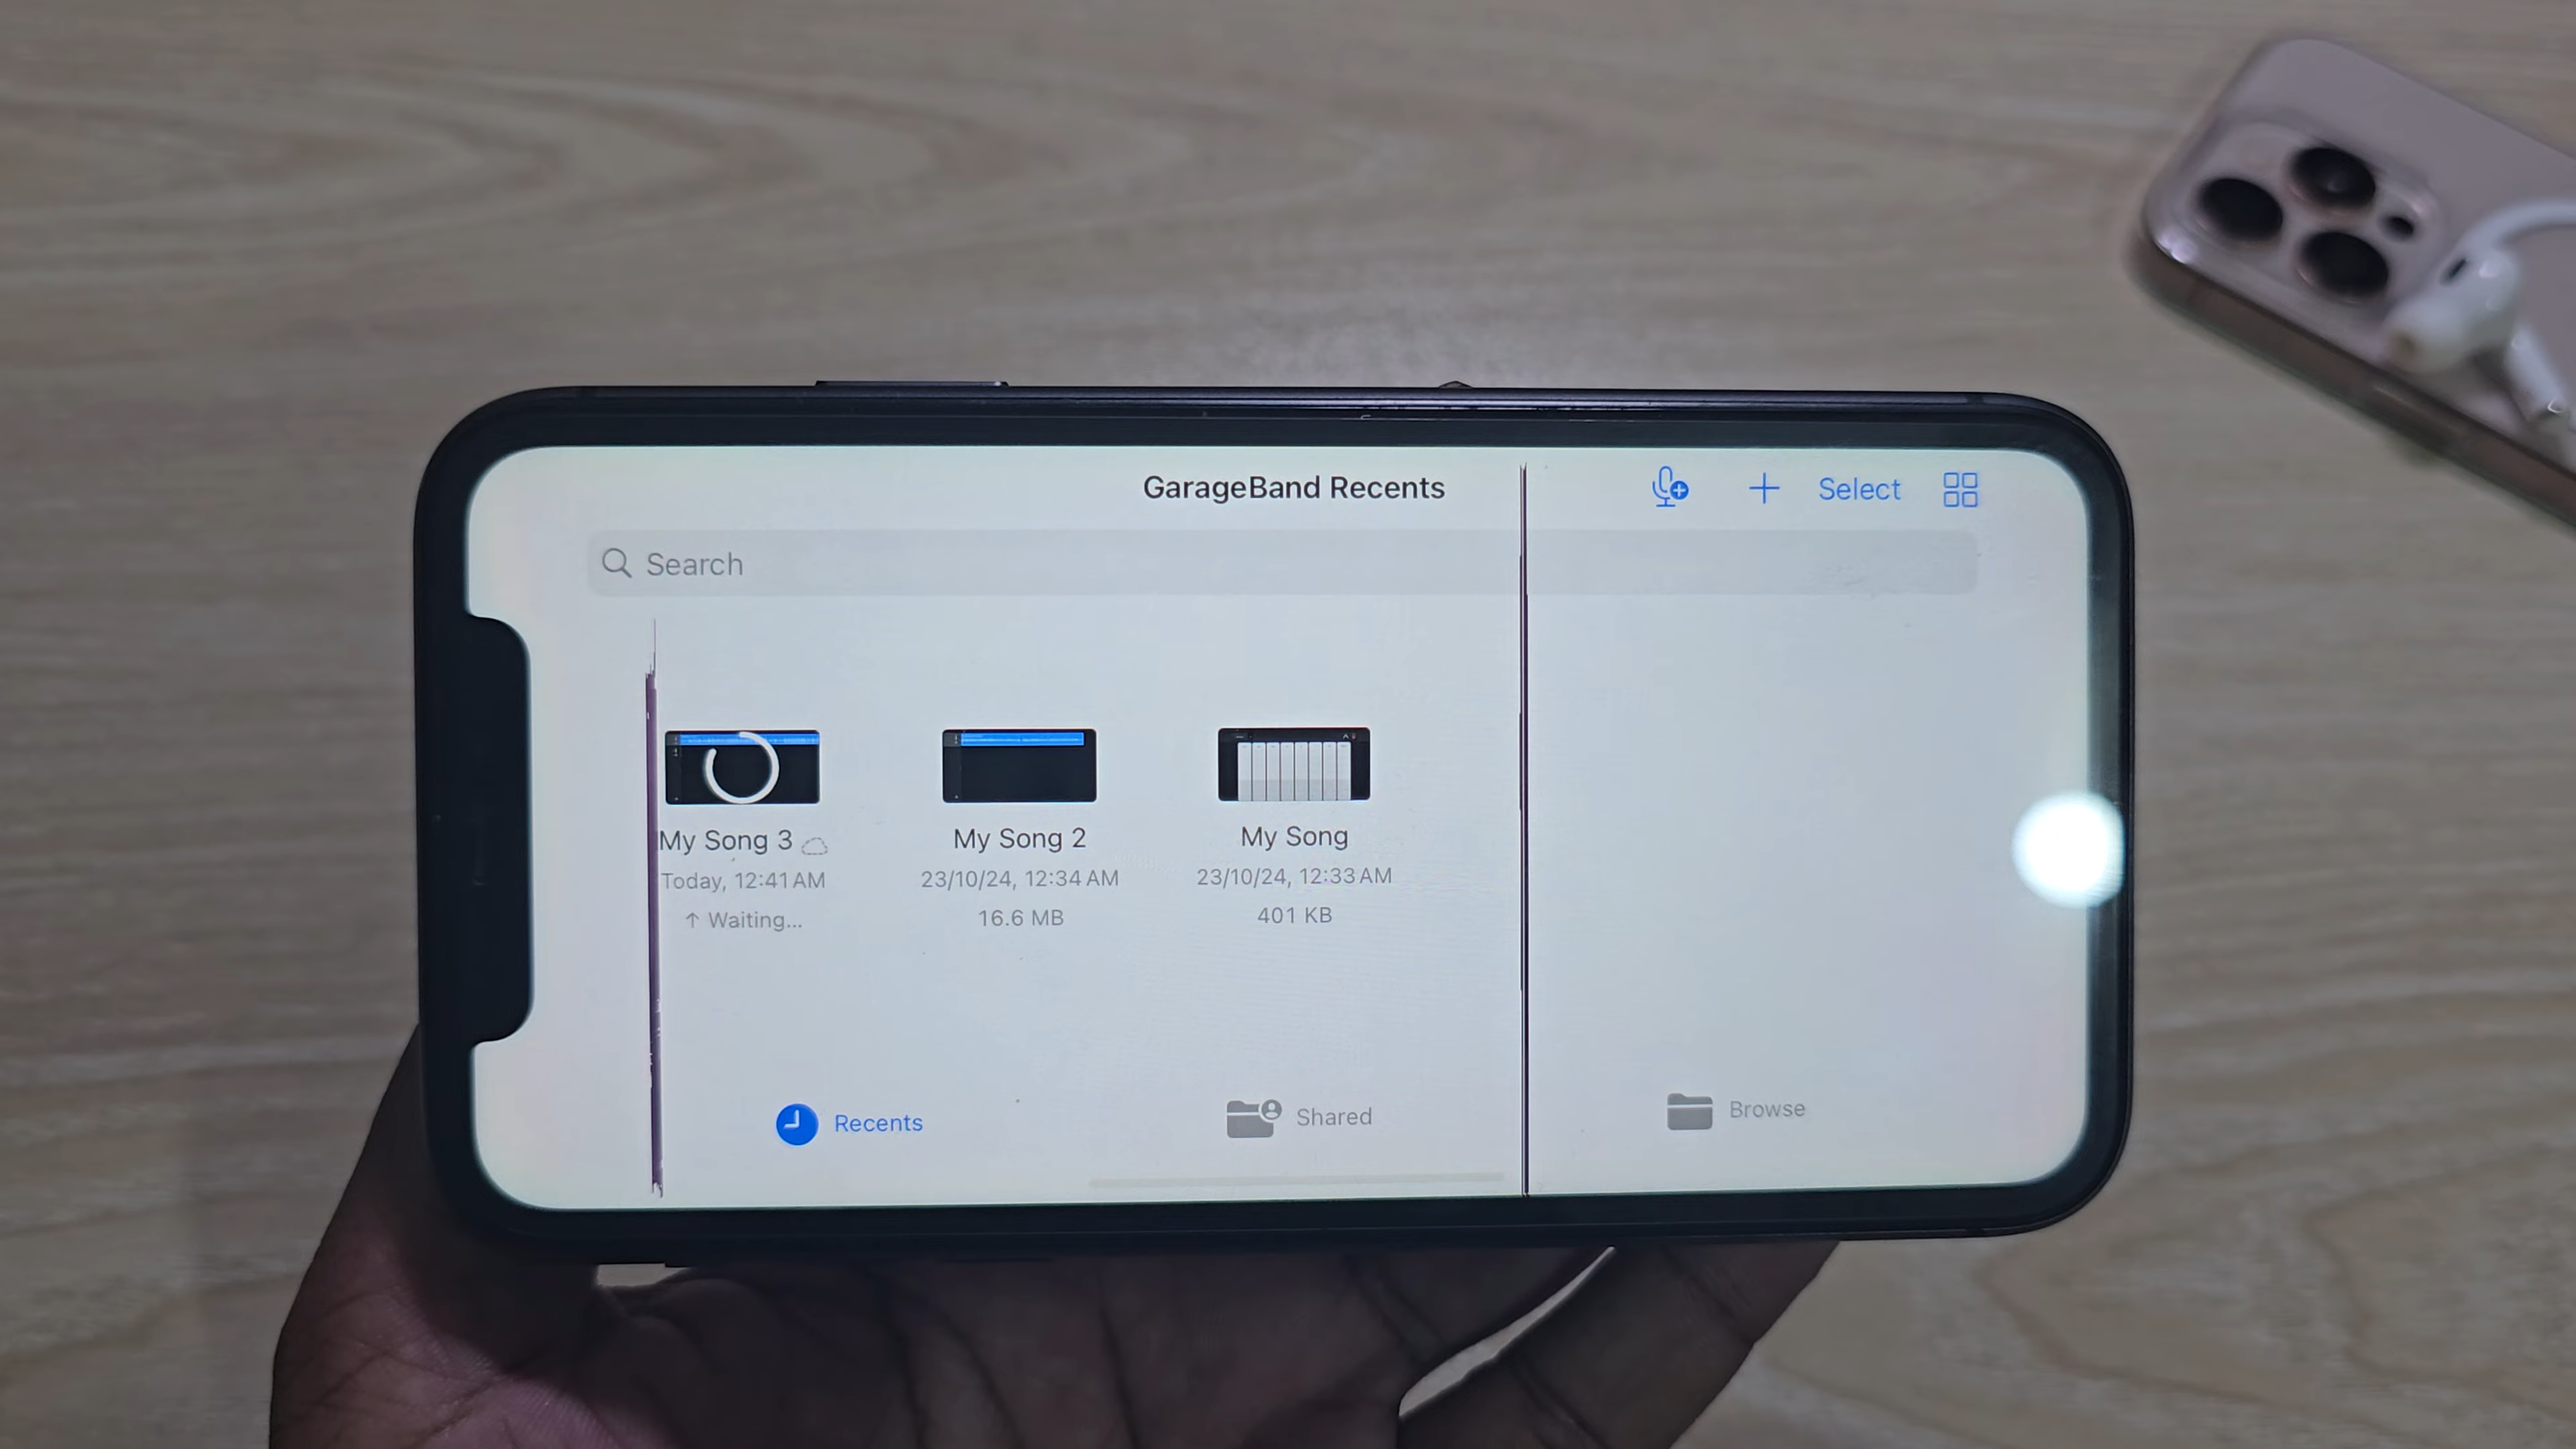 GarageBand Recents
Select
Search
My Song 3
Today, 12:41 AM
↑ Waiting...
My Song 2
23/10/24, 12:34 AM
16.6 MB
My Song
23/10/24, 12:33 AM
401 KB
Recents
Shared
Browse